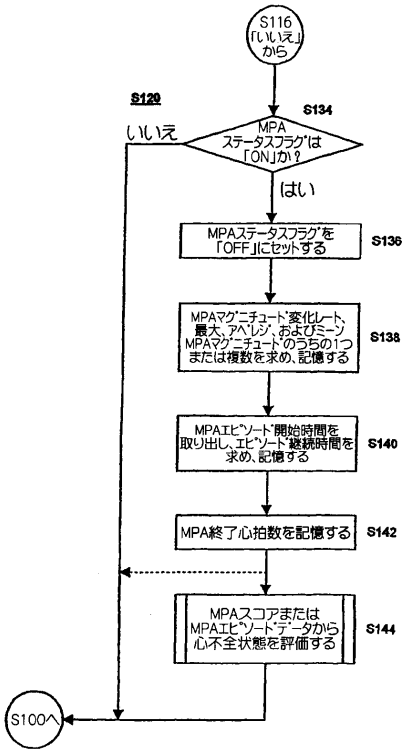 S116
「いいえ」
から
S120
S134
いいえ
MPA
ステータスフラグは
「ON」か?
はい
MPAステータスフラグを
「OFF」にセットする
S136
MPAマグニチュード変化レート、
最大、アベレジ、およびミーン
MPAマグニチュードのうちの1つ
または複数を求め、記憶する
S138
MPAエピソード開始時間を
取り出し、エピソード継続時間を
求め、記憶する
S140
MPA終了心拍数を記憶する
S142
MPAスコアまたは
MPAエピソードデータから
心不全状態を評価する
S144
S100へ